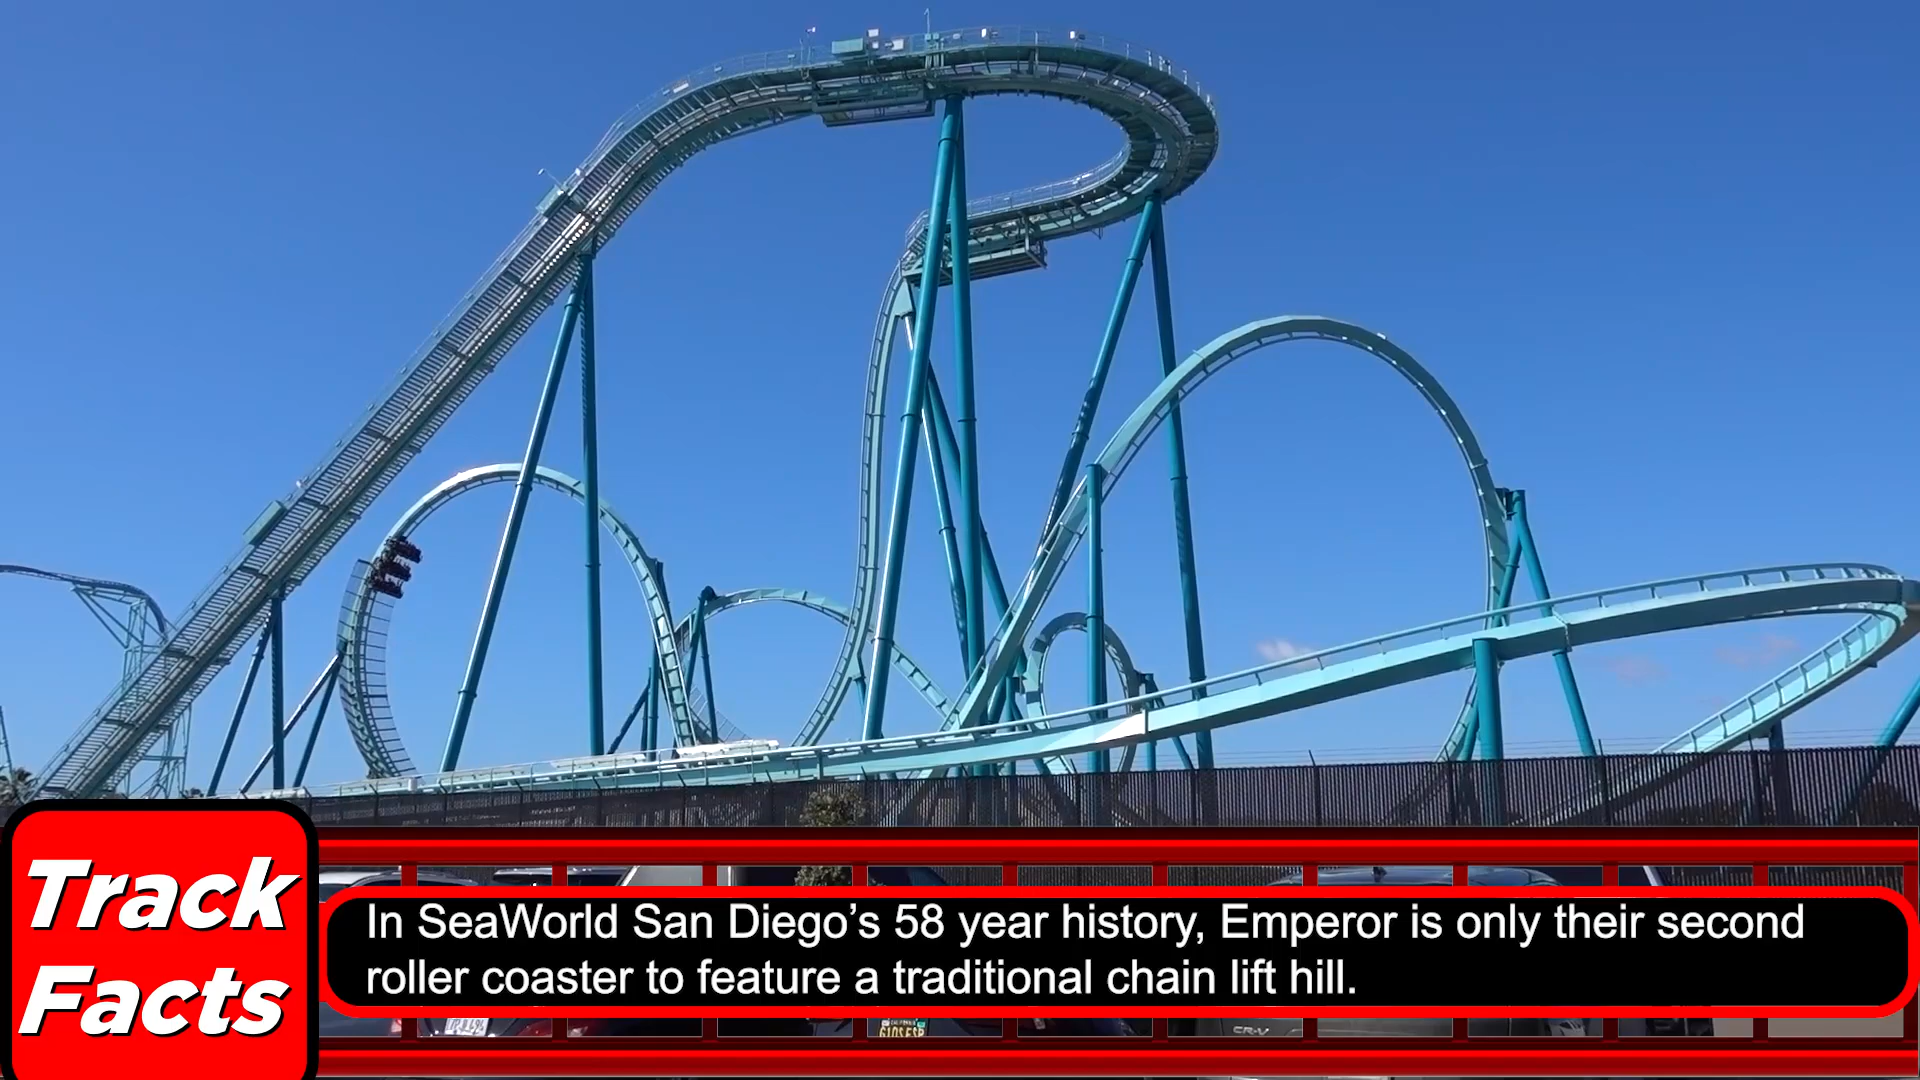 Track
Facts
In SeaWorld San Diego’s 58 year history, Emperor is only their second
roller coaster to feature a traditional chain lift hill.
CR-V